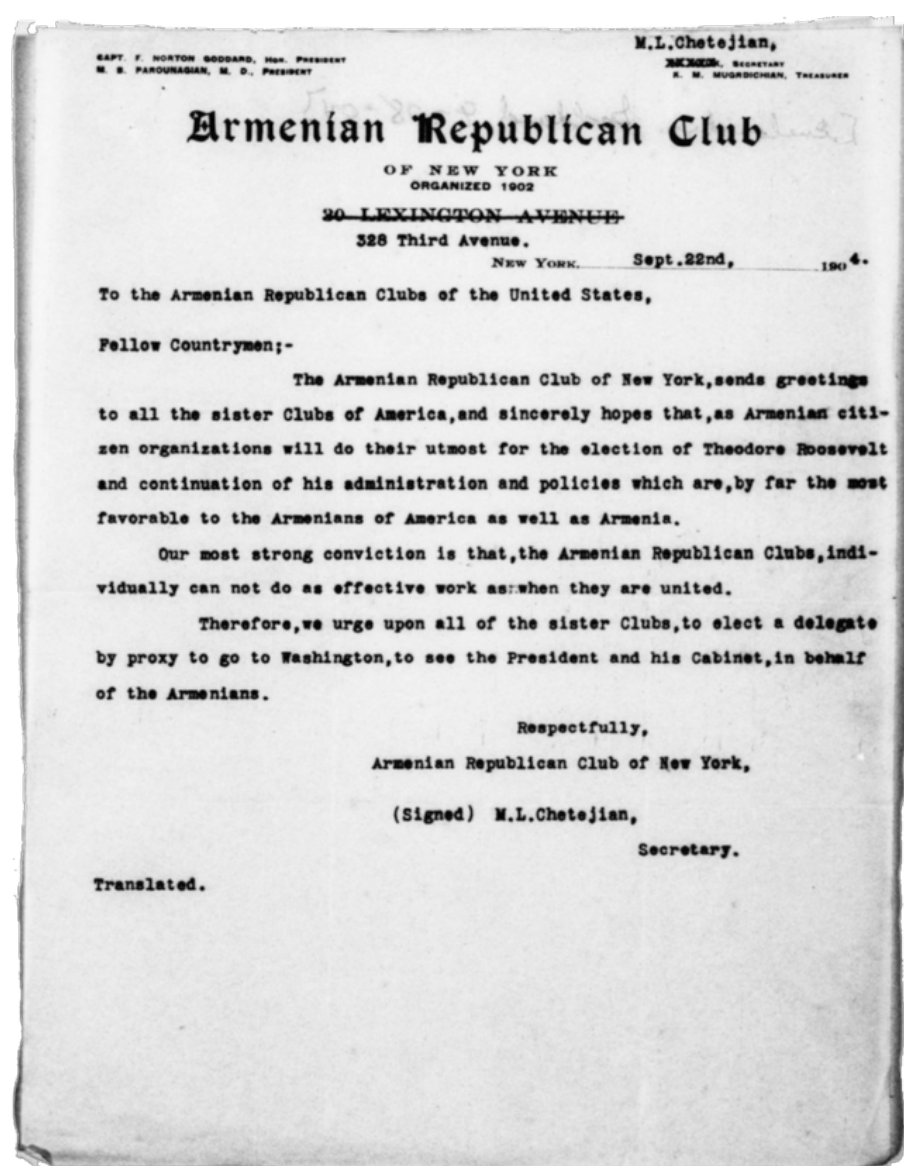 M.L.Chetejian,
CAPT. F. NORTON GODDARD, HON. PRESIDENT
M. S. PAROUNAGIAN, M. D., PRESIDENT
SECRETARY
K. M. MUGRDICHIAN, TREASURER
Armenian Republican Club
OF NEW YORK
ORGANIZED 1902
30 LEXINGTON AVENUE
328 Third Avenue.
NEW YORK, Sept.22nd, 1904.
To the Armenian Republican Clubs of the United States,
Fellow Countrymen;-
The Armenian Republican Club of New York,sends greetings
to all the sister Clubs of America,and sincerely hopes that,as Armenian citi-
zen organizations will do their utmost for the election of Theodore Roosevelt
and continuation of his administration and policies which are,by far the most
favorable to the Armenians of America as well as Armenia.
Our most strong conviction is that,the Armenian Republican Clubs,indi-
vidually can not do as effective work as when they are united.
Therefore,we urge upon all of the sister Clubs,to elect a delegate
by proxy to go to Washington,to see the President and his Cabinet,in behalf
of the Armenians.
Respectfully,
Armenian Republican Club of New York,
(Signed) M.L.Chetejian,
Secretary.
Translated.